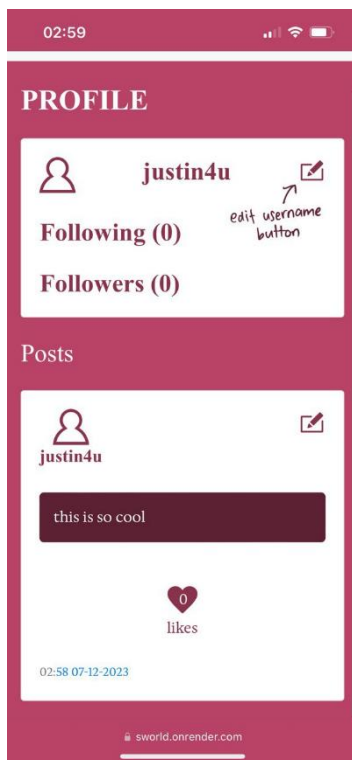 02:59
PROFILE
justin4u
edit username
button
Following (0)
Followers (0)
Posts
justin4u
this is so cool
0
likes
02:58 07-12-2023
sworld.onrender.com